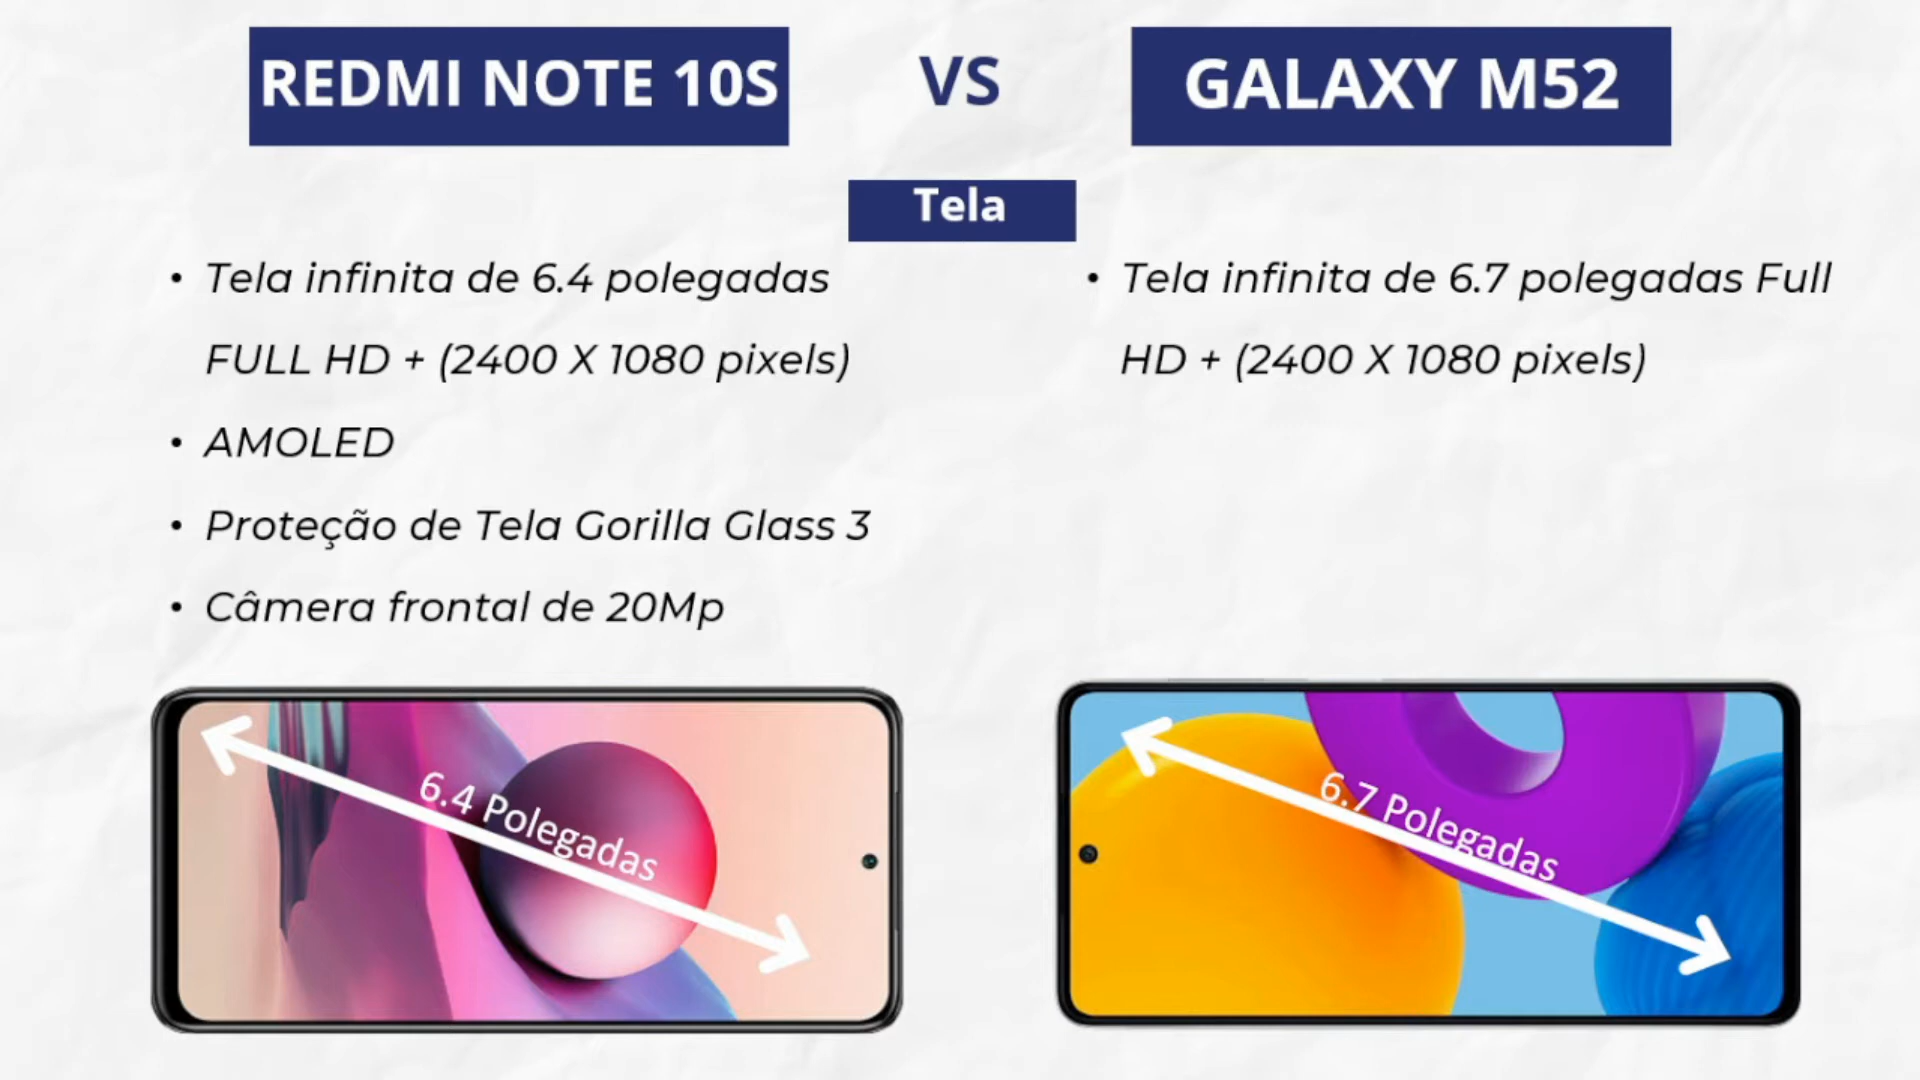 REDMI NOTE 10S
VS
GALAXY M52
Tela
• Tela infinita de 6.4 polegadas
FULL HD + (2400 X 1080 pixels)
• AMOLED
• Proteção de Tela Gorilla Glass 3
• Câmera frontal de 20Mp
• Tela infinita de 6.7 polegadas Full
HD + (2400 X 1080 pixels)
6.4 Polegadas
6.7 Polegadas